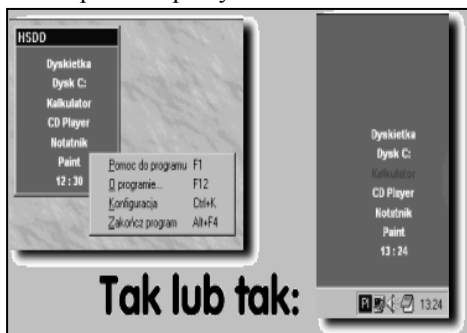 HSDD
Dyskietka
Dysk C:
Kalkulator
CD Player
Notatnik
Paint
12 : 30
Pomoc do programu F1
O programie... F12
Konfiguracja Ctrl+K
Zakończ program Alt+F4
Dyskietka
Dysk C:
Kalkulator
CD Player
Notatnik
Paint
13 : 24
Tak lub tak:
Pl 13:24